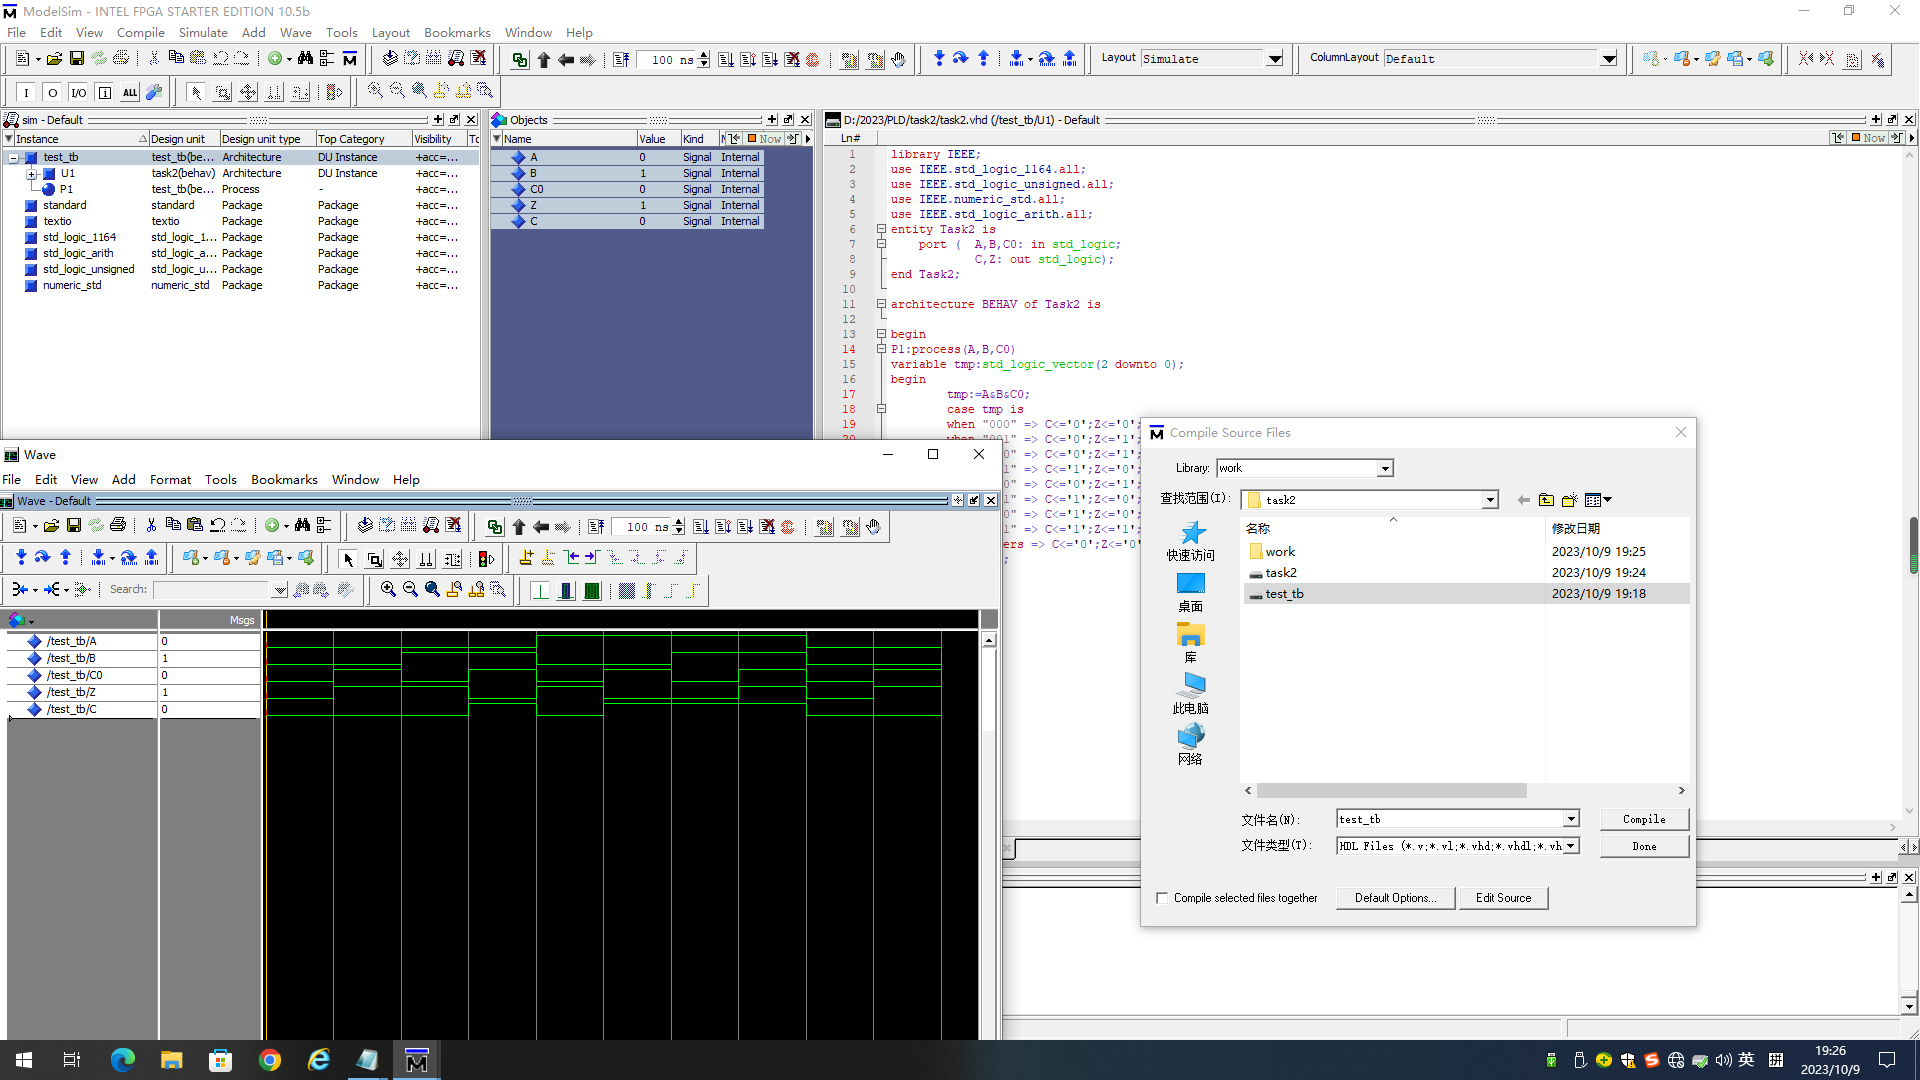 ModelSim - INTEL FPGA STARTER EDITION 10.5b
File Edit View Compile Simulate Add Wave Tools Layout Bookmarks Window Help
100 ns
Layout Simulate
ColumnLayout Default
I O I/O ALL
sim - Default
Instance Design unit Design unit type Top Category Visibility
test_tb test_tb(be... Architecture DU Instance +acc=...
U1 task2(behav) Architecture DU Instance +acc=...
P1 test_tb(be... Process - +acc=...
standard standard Package Package +acc=...
textio textio Package Package +acc=...
std_logic_1164 std_logic_1... Package Package +acc=...
std_logic_arith std_logic_a... Package Package +acc=...
std_logic_unsigned std_logic_u... Package Package +acc=...
numeric_std numeric_std Package Package +acc=...
Objects
Name Value Kind Now
A 0 Signal Internal
B 1 Signal Internal
C0 0 Signal Internal
Z 1 Signal Internal
C 0 Signal Internal
D:/2023/PLD/task2/task2.vhd (/test_tb/U1) - Default
Ln# Now
1 library IEEE;
2 use IEEE.std_logic_1164.all;
3 use IEEE.std_logic_unsigned.all;
4 use IEEE.numeric_std.all;
5 use IEEE.std_logic_arith.all;
6 entity Task2 is
7 port ( A,B,C0: in std_logic;
8 C,Z: out std_logic);
9 end Task2;
10
11 architecture BEHAV of Task2 is
12
13 begin
14 P1:process(A,B,C0)
15 variable tmp:std_logic_vector(2 downto 0);
16 begin
17 tmp:=A&B&C0;
18 case tmp is
19 when "000" => C<='0';Z<='0';
=> C<='0';Z<='1';
0" => C<='0';Z<='1';
1" => C<='1';Z<='0';
0" => C<='0';Z<='1';
1" => C<='1';Z<='0';
0" => C<='1';Z<='0';
1" => C<='1';Z<='1';
ers => C<='0';Z<='0'
;
Wave
File Edit View Add Format Tools Bookmarks Window Help
Wave - Default
100 ns
Search:
Msgs
/test_tb/A 0
/test_tb/B 1
/test_tb/C0 0
/test_tb/Z 1
/test_tb/C 0
Compile Source Files
Library: work
查找范围(I): task2
名称 修改日期
work 2023/10/9 19:25
task2 2023/10/9 19:24
test_tb 2023/10/9 19:18
快速访问
桌面
库
此电脑
网络
文件名(N): test_tb Compile
文件类型(T): HDL Files (*.v;*.vl;*.vhd;*.vhdl;*.vh Done
Compile selected files together Default Options... Edit Source
英
19:26
2023/10/9